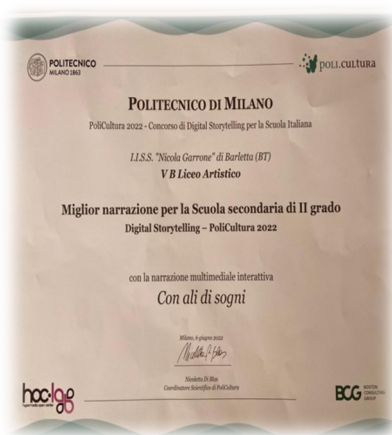 POLITECNICO
MILANO 1863
POLI.CULTURA
POLITECNICO DI MILANO
PoliCultura 2022 - Concorso di Digital Storytelling per la Scuola Italiana
I.I.S.S. "Nicola Garrone" di Barletta (BT)
V B Liceo Artistico
Miglior narrazione per la Scuola secondaria di II grado
Digital Storytelling – PoliCultura 2022
con la narrazione multimediale interattiva
Con ali di sogni
Milano, 6 giugno 2022
Nicoletta Di Blas
Coordinatore Scientifico di PoliCultura
hoc-lab
BCG
BOSTON
CONSULTING
GROUP